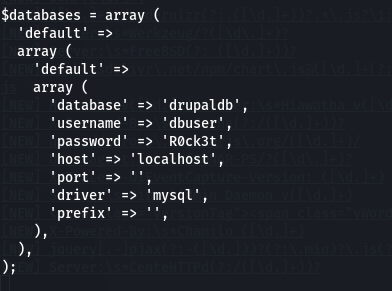 $databases = array (
  'default' =>
  array (
    'default' =>
    array (
      'database' => 'drupaldb',
      'username' => 'dbuser',
      'password' => 'R0ck3t',
      'host' => 'localhost',
      'port' => '',
      'driver' => 'mysql',
      'prefix' => '',
    ),
  ),
);